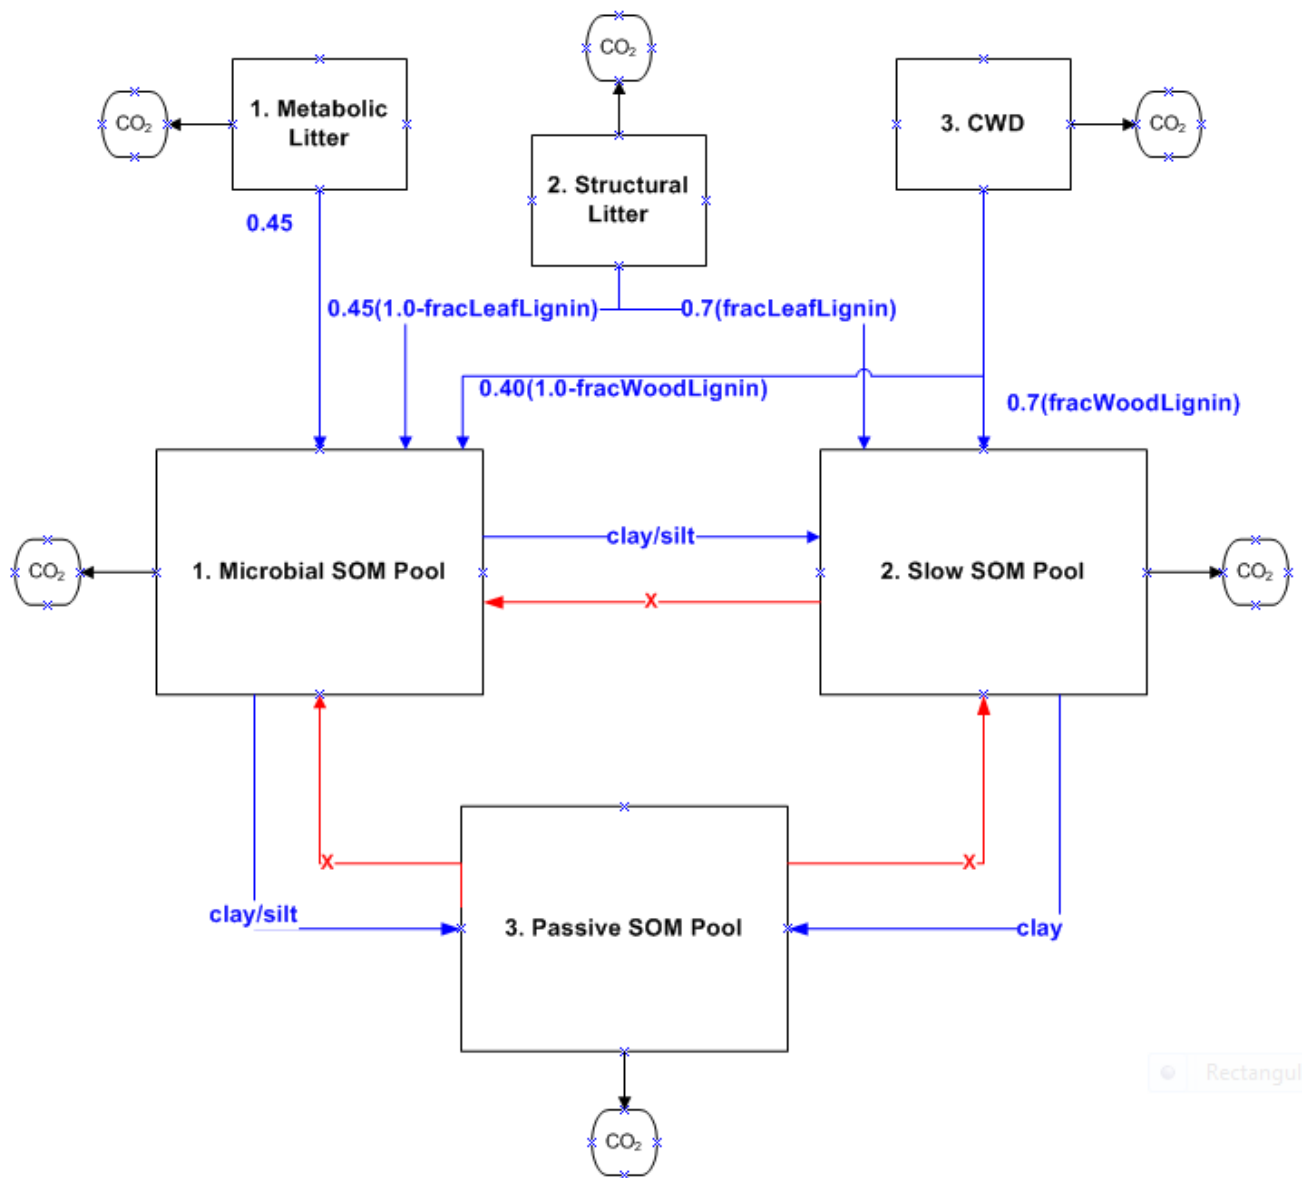 CO₂
1. Metabolic
Litter
CO₂
2. Structural
Litter
3. CWD
CO₂
0.45
0.45(1.0-fracLeafLignin)
0.7(fracLeafLignin)
0.40(1.0-fracWoodLignin)
0.7(fracWoodLignin)
CO₂
1. Microbial SOM Pool
clay/silt
X
2. Slow SOM Pool
CO₂
X
X
clay/silt
3. Passive SOM Pool
clay
CO₂
Rectangul